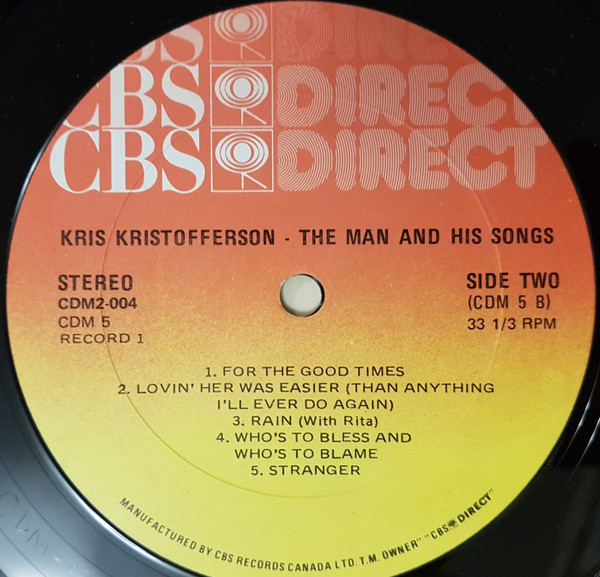 CBS DIRECT
CBS DIRECT
CBS DIRECT
KRIS KRISTOFFERSON - THE MAN AND HIS SONGS
STEREO
CDM2-004
CDM 5
RECORD 1
SIDE TWO
(CDM 5 B)
33 1/3 RPM
1. FOR THE GOOD TIMES
2. LOVIN' HER WAS EASIER (THAN ANYTHING
I'LL EVER DO AGAIN)
3. RAIN (With Rita)
4. WHO'S TO BLESS AND
WHO'S TO BLAME
5. STRANGER
MANUFACTURED BY CBS RECORDS CANADA LTD. T.M. OWNER" "CBS DIRECT"